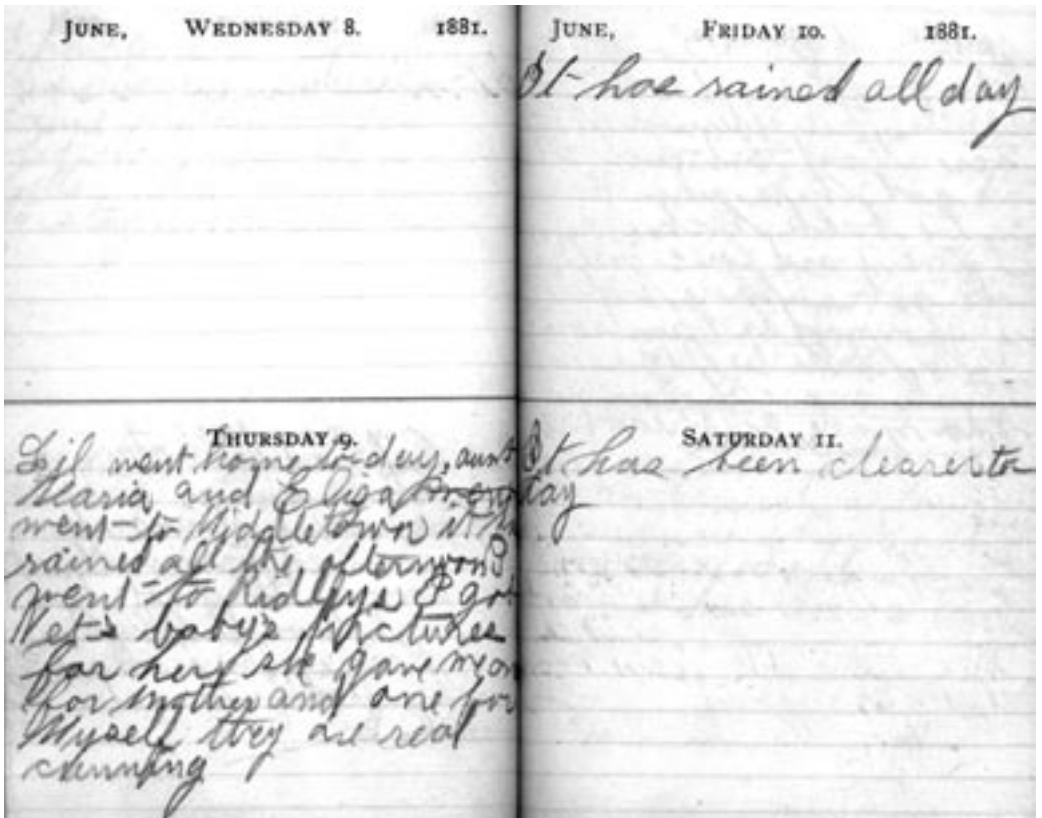 JUNE, WEDNESDAY 8. 1881.
THURSDAY 9.
Lil went home to-day, aunt
Maria and Eliza
went to Middletown it
rained all the afternoon I
went to Ridleys & got
Net's baby's pictures
for her she gave me on
for Mother and one for
Myself they are real
cunning
JUNE, FRIDAY 10. 1881.
It has rained all day
SATURDAY 11.
It has been clearer to
day